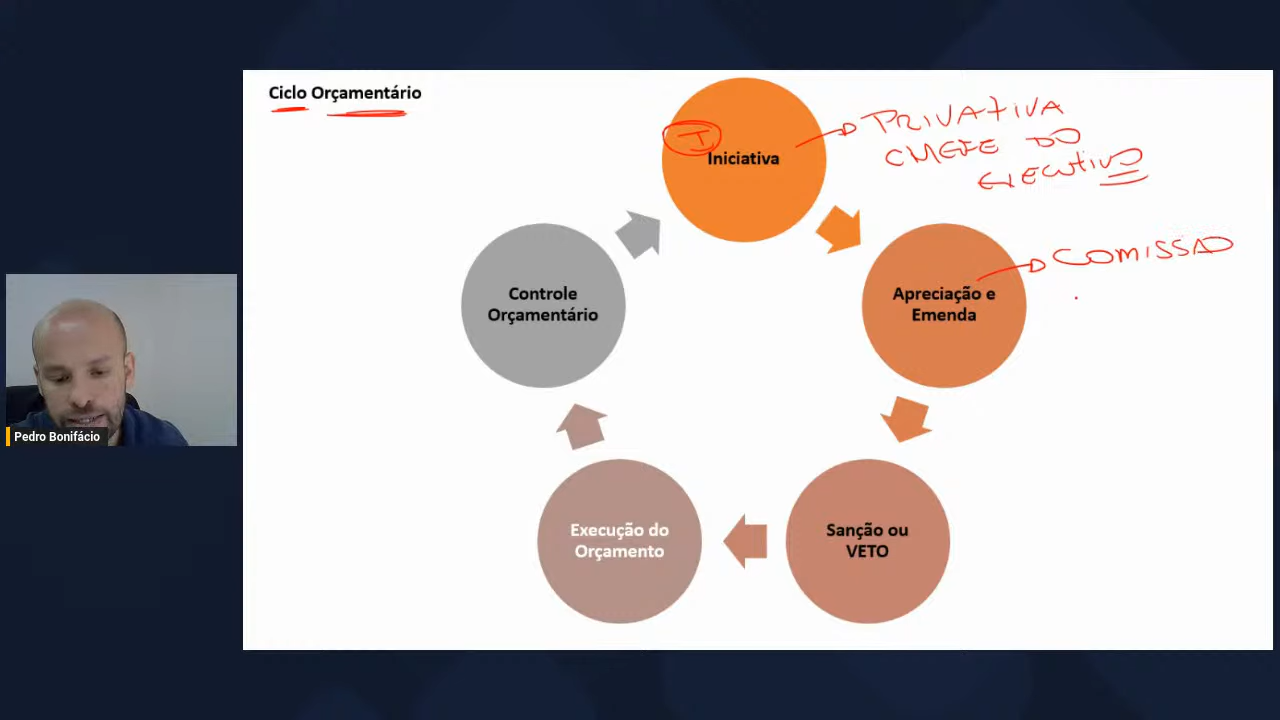 Ciclo Orçamentário
I
Iniciativa
PRIVATIVA
CHEFE DO
EXECUTIVO
Apreciação e
Emenda
COMISSÃO
Controle
Orçamentário
Execução do
Orçamento
Sanção ou
VETO
Pedro Bonifácio